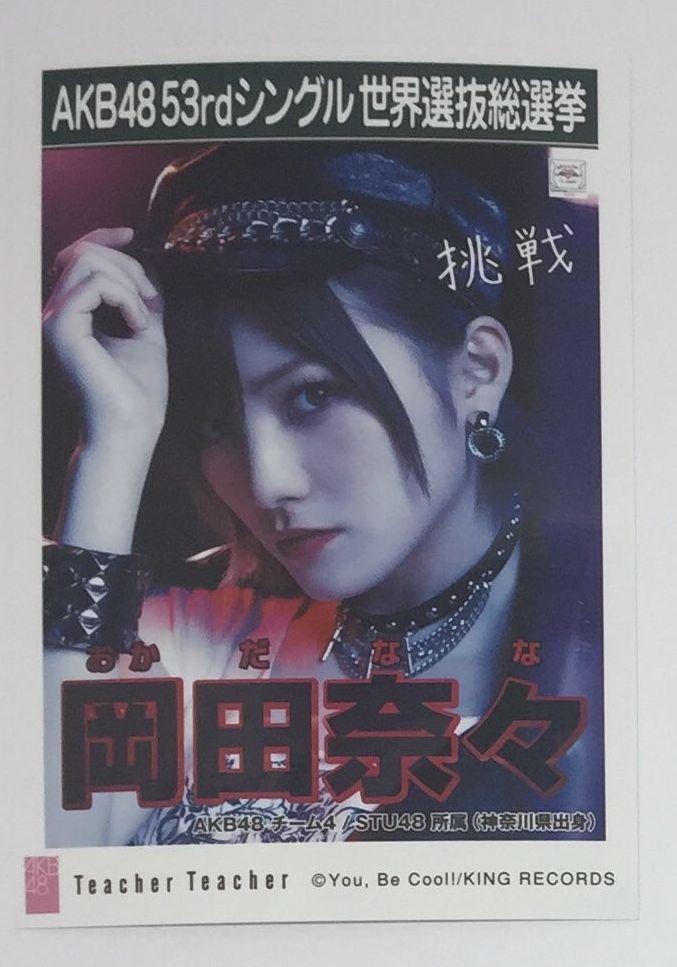 AKB48 53rdシングル 世界選抜総選挙
挑戦
おかだなな
岡田奈々
AKB48 チーム4 / STU48 所属 (神奈川県出身)
AKB
48
Teacher Teacher ©You, Be Cool!/KING RECORDS